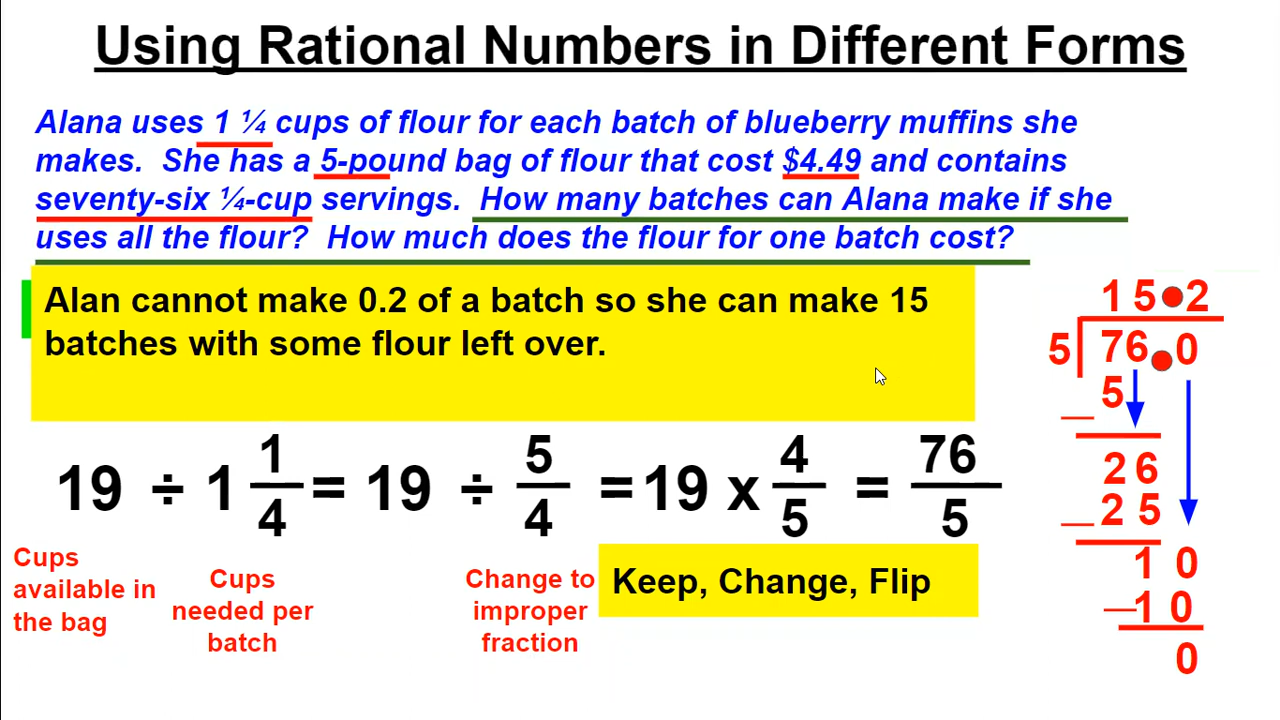 Using Rational Numbers in Different Forms
Alana uses 1 ¼ cups of flour for each batch of blueberry muffins she
makes. She has a 5-pound bag of flour that cost $4.49 and contains
seventy-six ¼-cup servings. How many batches can Alana make if she
uses all the flour? How much does the flour for one batch cost?
Alan cannot make 0.2 of a batch so she can make 15
batches with some flour left over.
19 ÷ 1 1/4 = 19 ÷ 5/4 = 19 x 4/5 = 76/5
Cups
available in
the bag
Cups
needed per
batch
Change to
improper
fraction
Keep, Change, Flip
15.2
5 76.0
5
—
26
— 25
10
—10
0